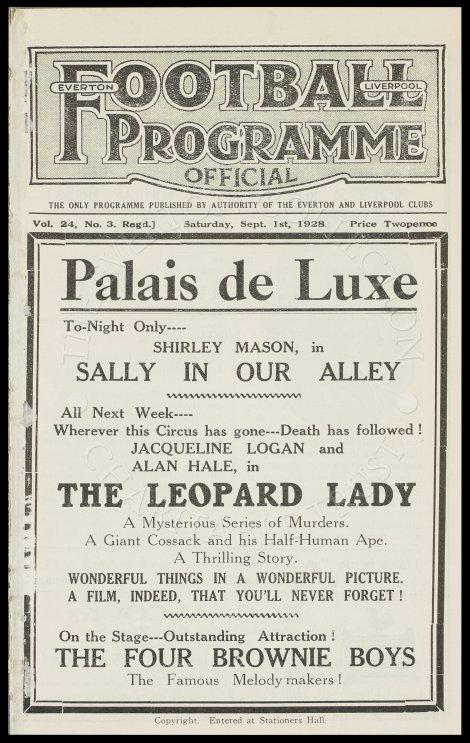 FOOTBALL
EVERTON
LIVERPOOL
PROGRAMME
OFFICIAL
THE ONLY PROGRAMME PUBLISHED BY AUTHORITY OF THE EVERTON AND LIVERPOOL CLUBS
Vol. 24, No. 3. Regd.] Saturday, Sept. 1st, 1928 Price Twopence
Palais de Luxe
To-Night Only----
SHIRLEY MASON, in
SALLY IN OUR ALLEY
All Next Week----
Wherever this Circus has gone---Death has followed !
JACQUELINE LOGAN and
ALAN HALE, in
THE LEOPARD LADY
A Mysterious Series of Murders.
A Giant Cossack and his Half-Human Ape.
A Thrilling Story.
WONDERFUL THINGS IN A WONDERFUL PICTURE.
A FILM, INDEED, THAT YOU'LL NEVER FORGET !
On the Stage---Outstanding Attraction !
THE FOUR BROWNIE BOYS
The Famous Melody makers !
Copyright. Entered at Stationers Hall.